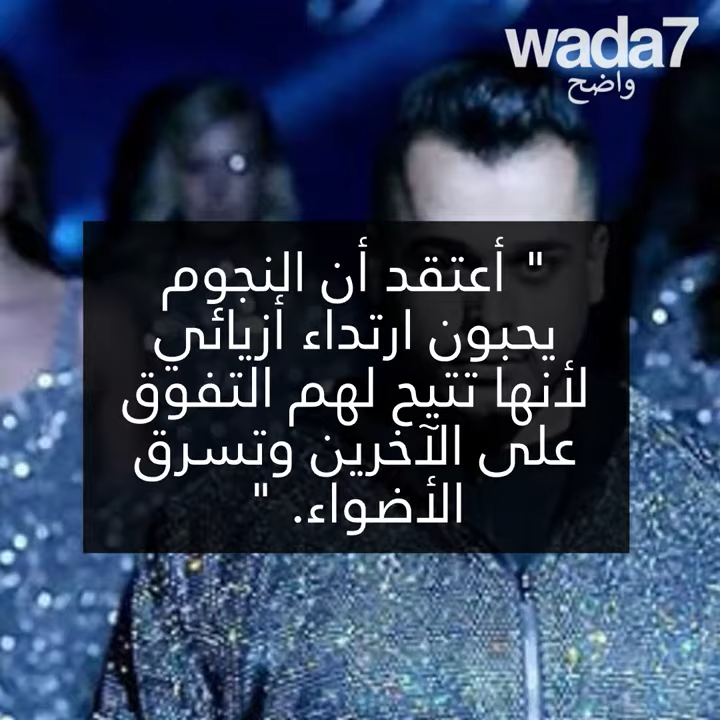 wada7
واضح
" أعتقد أن النجوم
يحبون ارتداء أزيائي
لأنها تتيح لهم التفوق
على الآخرين وتسرق
الأضواء. "